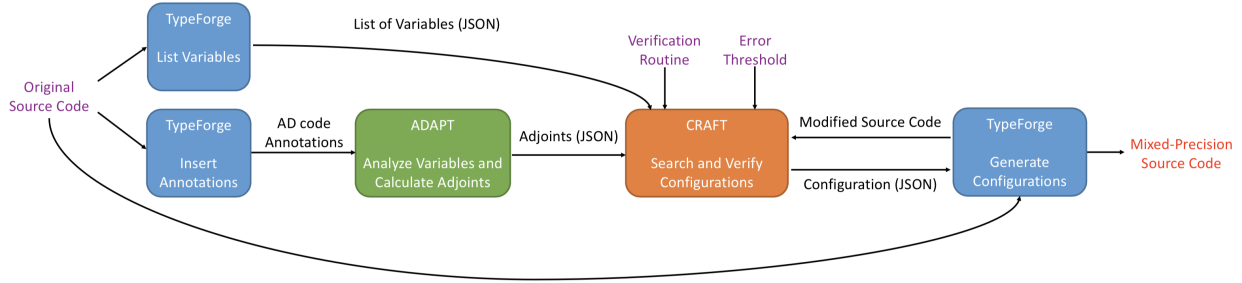 Original
Source Code
TypeForge
List Variables
TypeForge
Insert
Annotations
List of Variables (JSON)
AD code
Annotations
ADAPT
Analyze Variables and
Calculate Adjoints
Adjoints (JSON)
Verification
Routine
Error
Threshold
CRAFT
Search and Verify
Configurations
Modified Source Code
Configuration (JSON)
TypeForge
Generate
Configurations
Mixed-Precision
Source Code